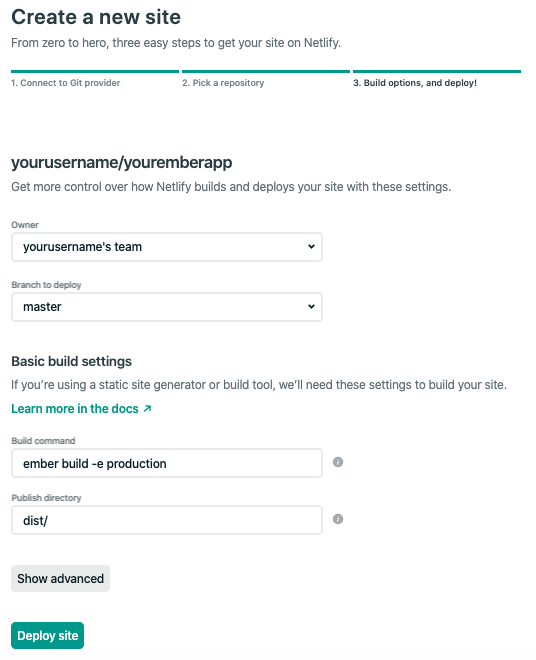 Create a new site
From zero to hero, three easy steps to get your site on Netlify.
1. Connect to Git provider
2. Pick a repository
3. Build options, and deploy!
yourusername/youremberapp
Get more control over how Netlify builds and deploys your site with these settings.
Owner
yourusername's team
Branch to deploy
master
Basic build settings
If you’re using a static site generator or build tool, we’ll need these settings to build your site.
Learn more in the docs ↗
Build command
ember build -e production
Publish directory
dist/
Show advanced
Deploy site